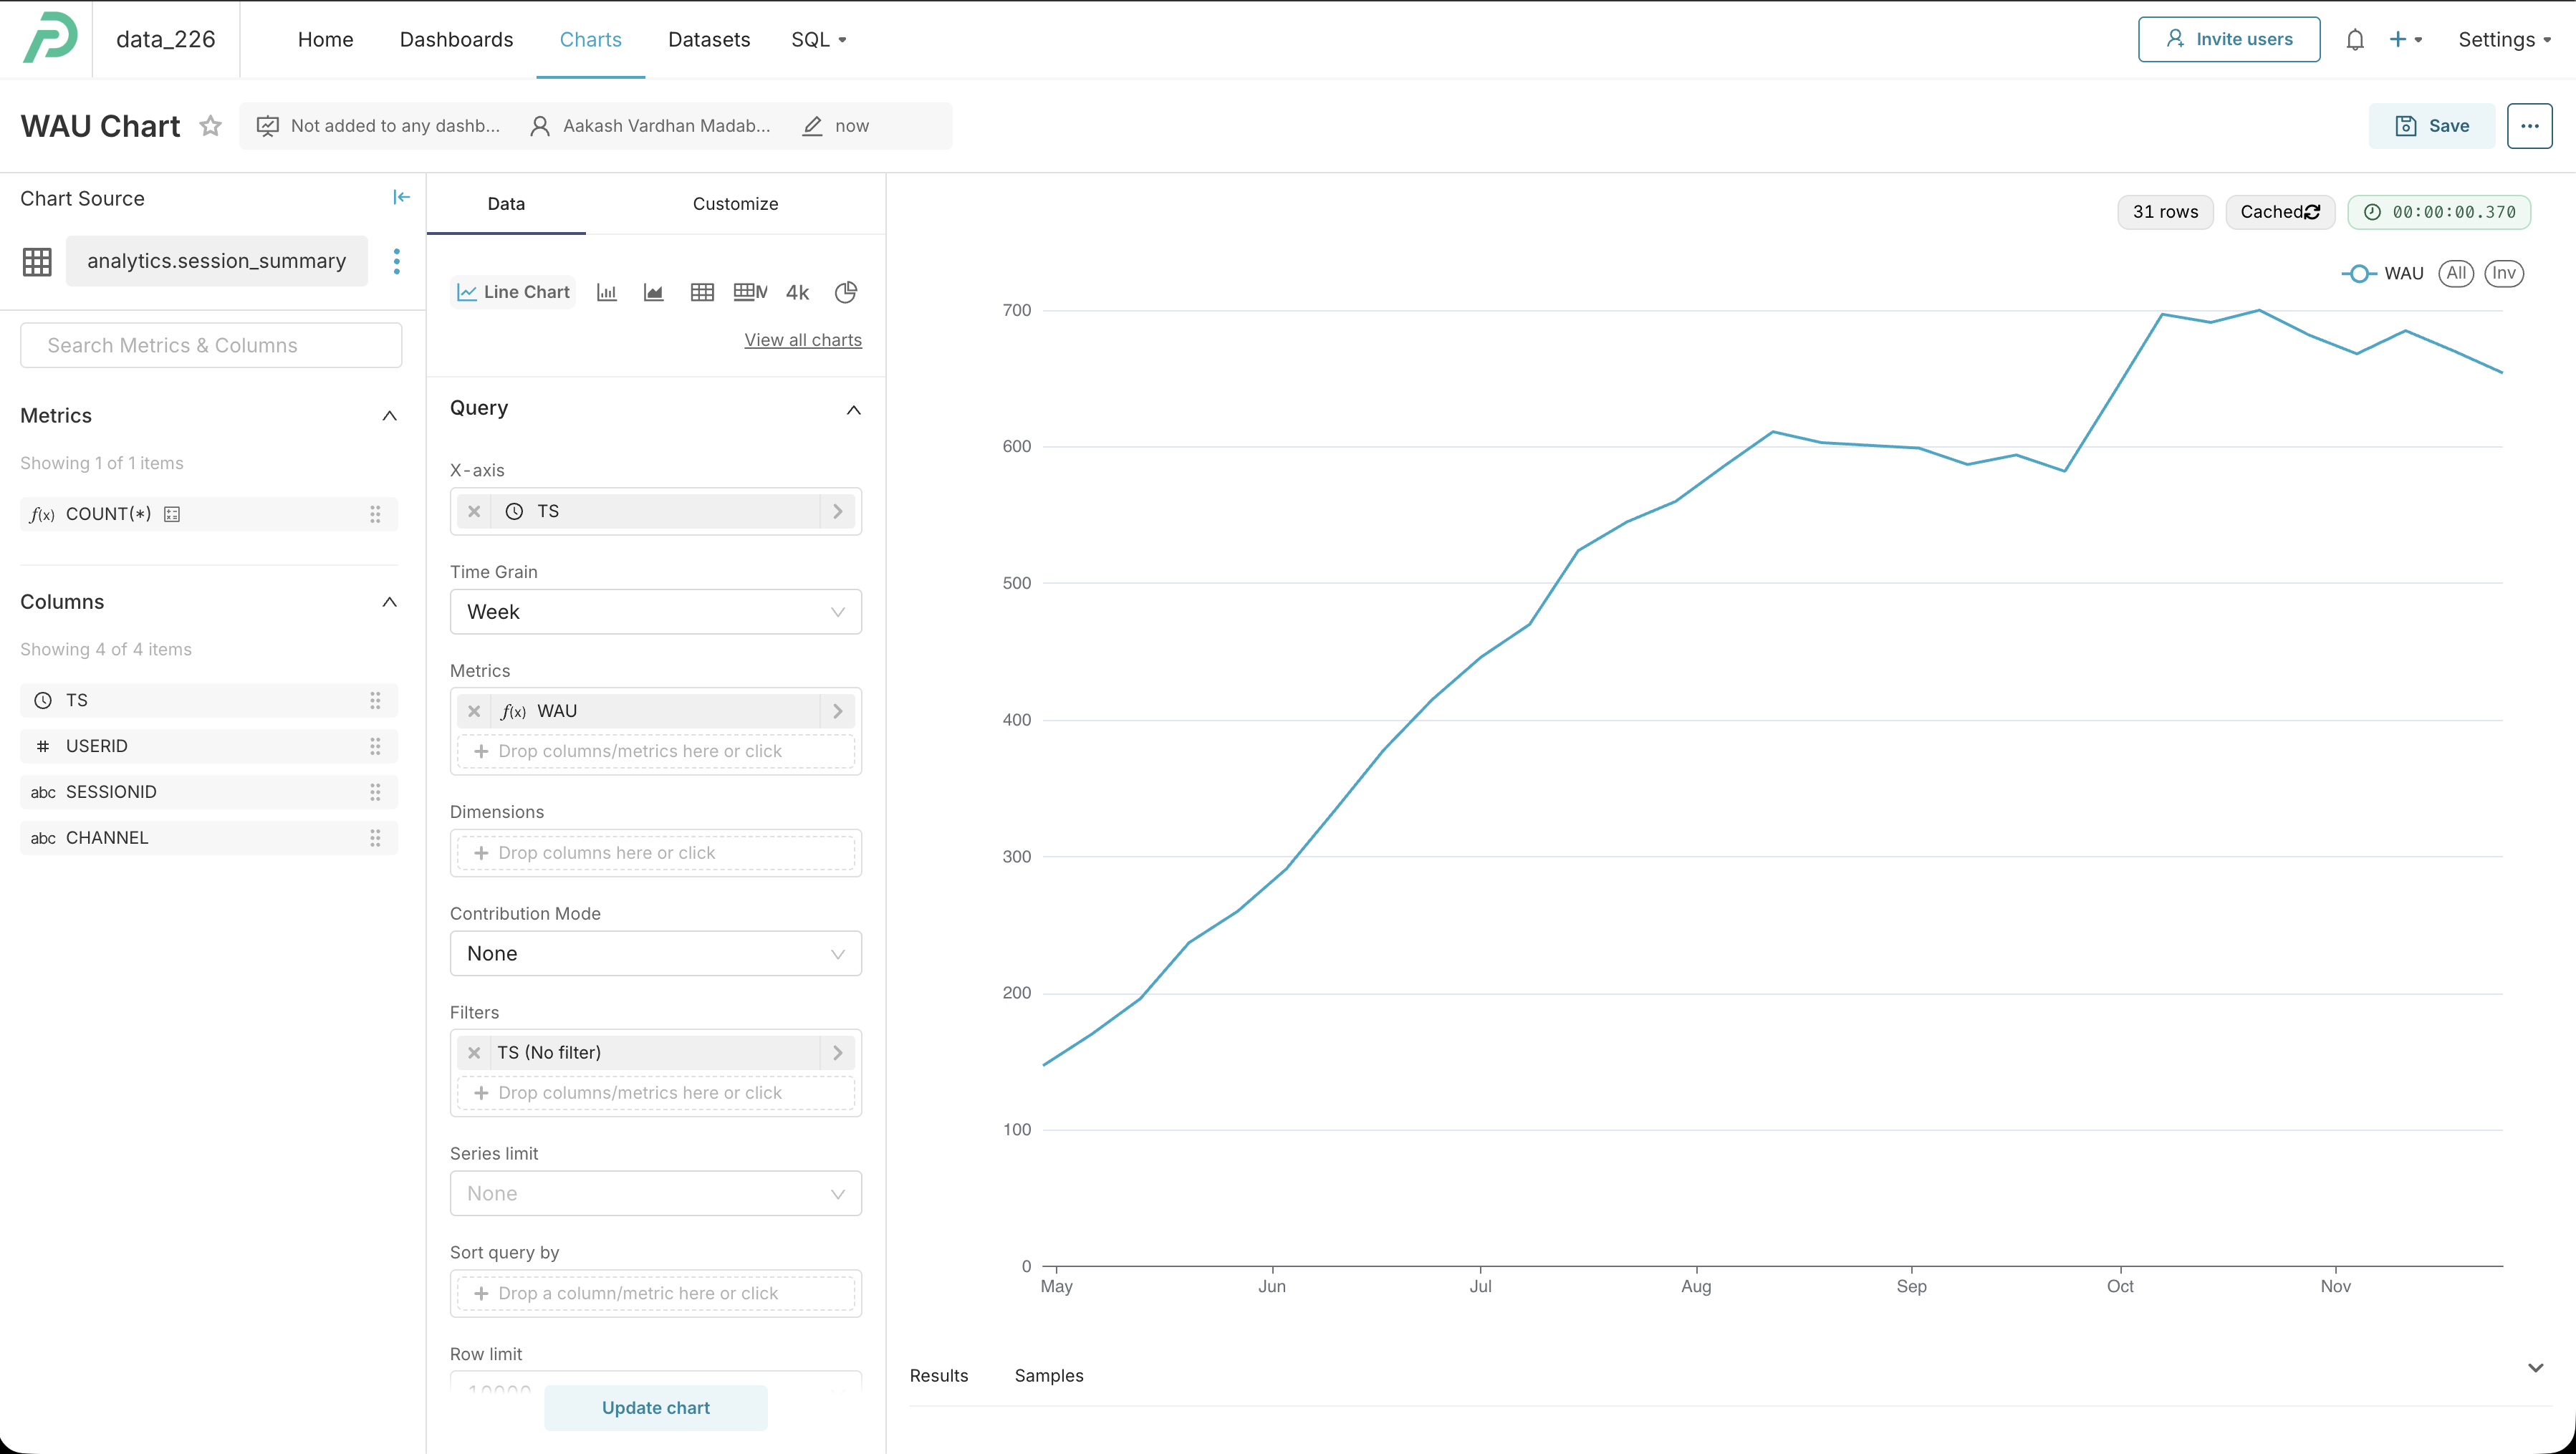 data_226
Home
Dashboards
Charts
Datasets
SQL
Invite users
Settings
WAU Chart
Not added to any dashb...
Aakash Vardhan Madab...
now
Save
Chart Source
analytics.session_summary
Search Metrics & Columns
Metrics
Showing 1 of 1 items
f(x) COUNT(*)
Columns
Showing 4 of 4 items
TS
# USERID
abc SESSIONID
abc CHANNEL
Data
Customize
Line Chart
4k
View all charts
Query
X-axis
TS
Time Grain
Week
Metrics
f(x) WAU
+ Drop columns/metrics here or click
Dimensions
+ Drop columns here or click
Contribution Mode
None
Filters
TS (No filter)
+ Drop columns/metrics here or click
Series limit
None
Sort query by
+ Drop a column/metric here or click
Row limit
10000
Update chart
31 rows
Cached
00:00:00.370
WAU
All
Inv
700
600
500
400
300
200
100
0
May
Jun
Jul
Aug
Sep
Oct
Nov
Results
Samples